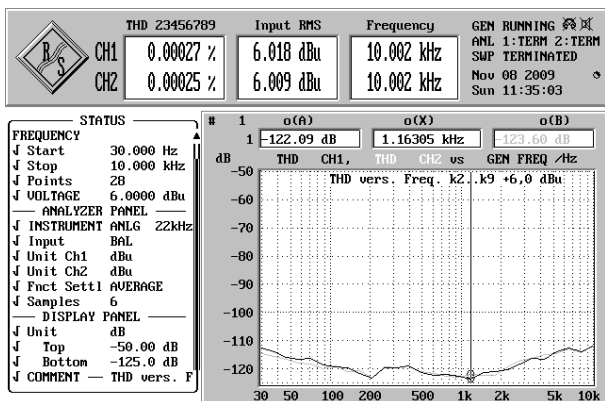 THD 23456789 Input RMS Frequency
R S
CH1 0.00027 % 6.018 dBu 10.002 kHz
CH2 0.00025 % 6.009 dBu 10.002 kHz
GEN RUNNING
ANL 1:TERM 2:TERM
SWP TERMINATED
Nov 08 2009
Sun 11:35:03
STATUS
FREQUENCY
Start 30.000 Hz
Stop 10.000 kHz
Points 28
VOLTAGE 6.0000 dBu
ANALYZER PANEL
INSTRUMENT ANLG 22kHz
Input BAL
Unit Ch1 dBu
Unit Ch2 dBu
Fnct Settl AVERAGE
Samples 6
DISPLAY PANEL
Unit dB
Top -50.00 dB
Bottom -125.0 dB
COMMENT — THD vers. F
# 1 o(A) o(X) o(B)
1 -122.09 dB 1.16305 kHz -123.60 dB
dB THD CH1, THD CH2 vs GEN FREQ /Hz
THD vers. Freq. k2..k9 +6,0 dBu
-50
-60
-70
-80
-90
-100
-110
-120
30 50 100 200 500 1k 2k 5k 10k